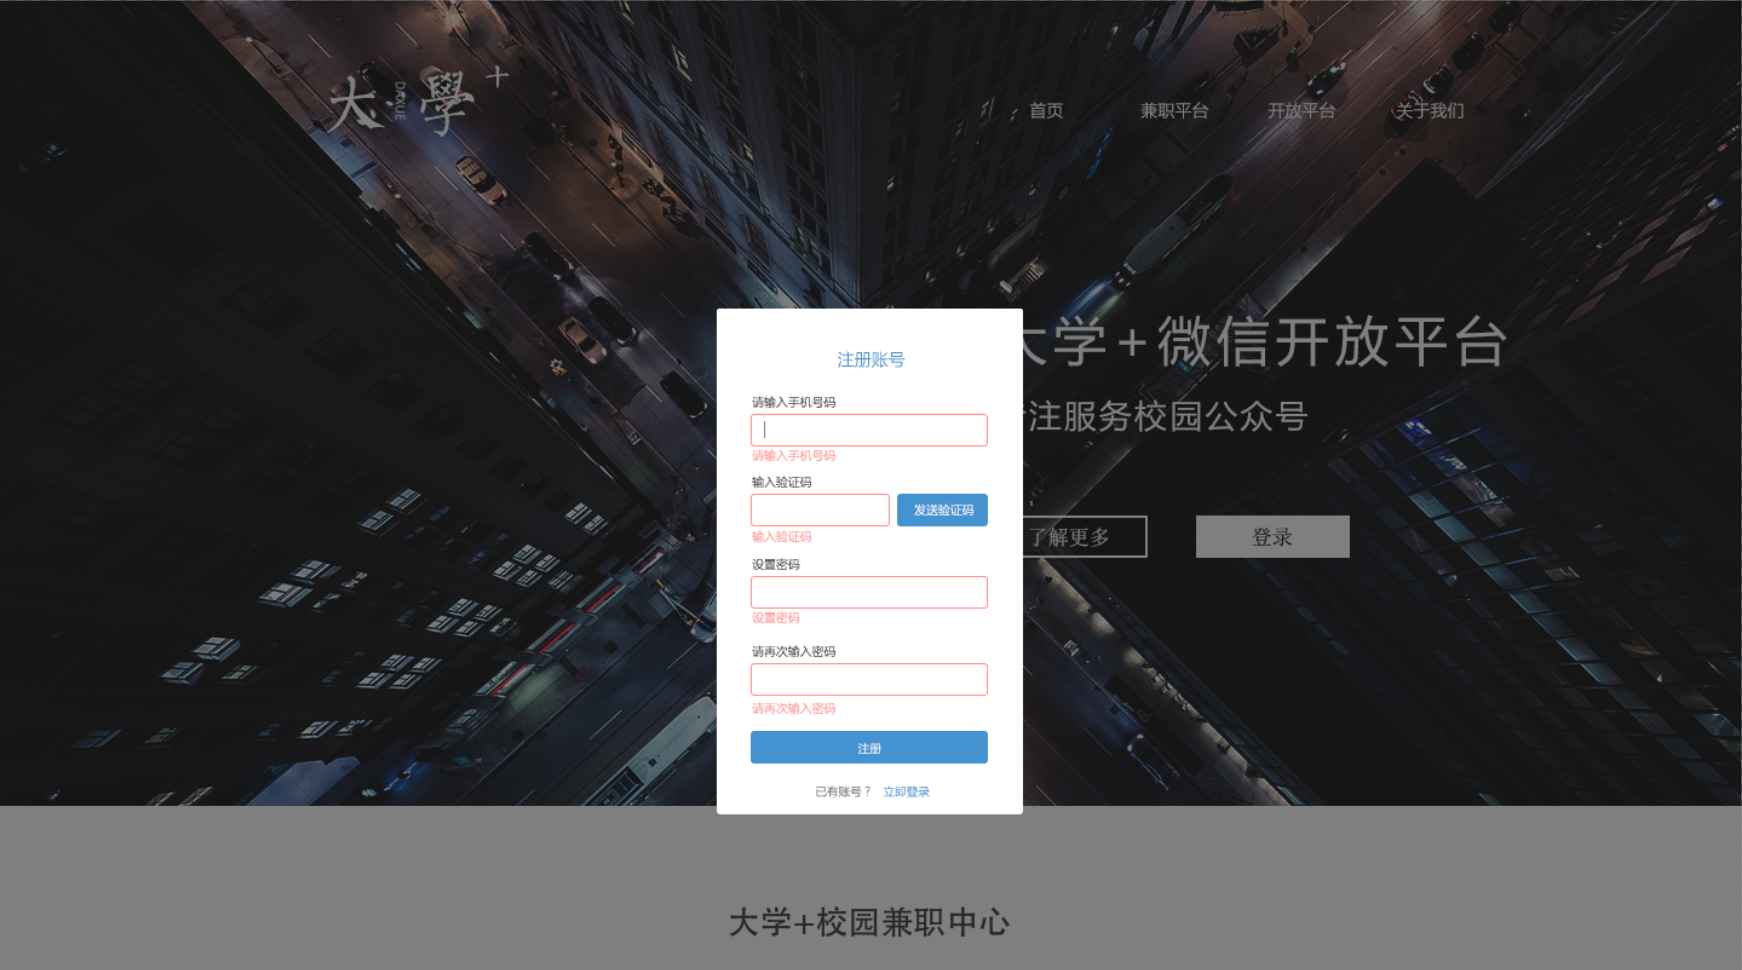 大學+
DAXUE
首页 兼职平台 开放平台 关于我们
大学+微信开放平台
注服务校园公众号
了解更多 登录
注册账号
请输入手机号码
请输入手机号码
输入验证码
发送验证码
输入验证码
设置密码
设置密码
请再次输入密码
请再次输入密码
注册
已有账号？ 立即登录
大学+校园兼职中心